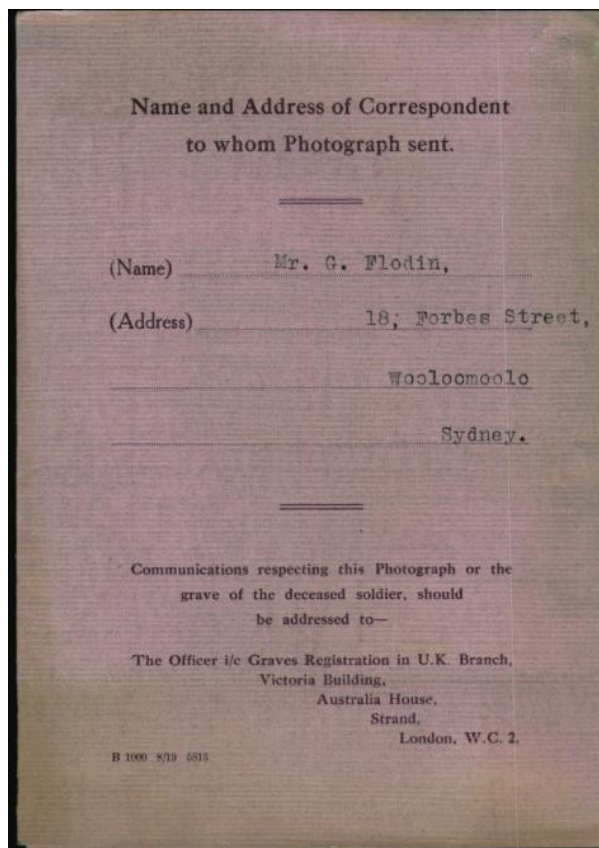 Name and Address of Correspondent
to whom Photograph sent.
(Name) Mr. G. Flodin,
(Address) 18; Forbes Street,
Wooloomoolo
Sydney.
Communications respecting this Photograph or the
grave of the deceased soldier, should
be addressed to—
The Officer i/c Graves Registration in U.K. Branch,
Victoria Building,
Australia House,
Strand,
London, W.C. 2.
B 1000 8/19 5813